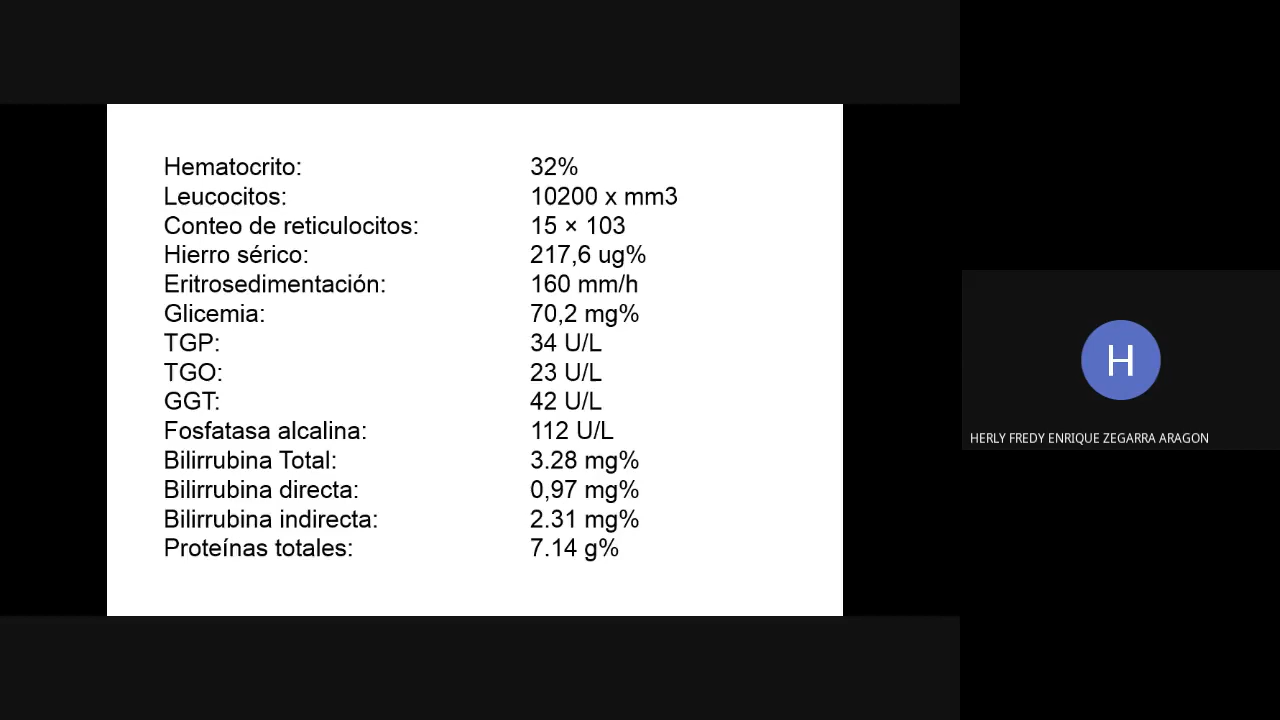 Hematocrito: 32%
Leucocitos: 10200 x mm3
Conteo de reticulocitos: 15 × 103
Hierro sérico: 217,6 ug%
Eritrosedimentación: 160 mm/h
Glicemia: 70,2 mg%
TGP: 34 U/L
TGO: 23 U/L
GGT: 42 U/L
Fosfatasa alcalina: 112 U/L
Bilirrubina Total: 3.28 mg%
Bilirrubina directa: 0,97 mg%
Bilirrubina indirecta: 2.31 mg%
Proteínas totales: 7.14 g%
H
HERLY FREDY ENRIQUE ZEGARRA ARAGON